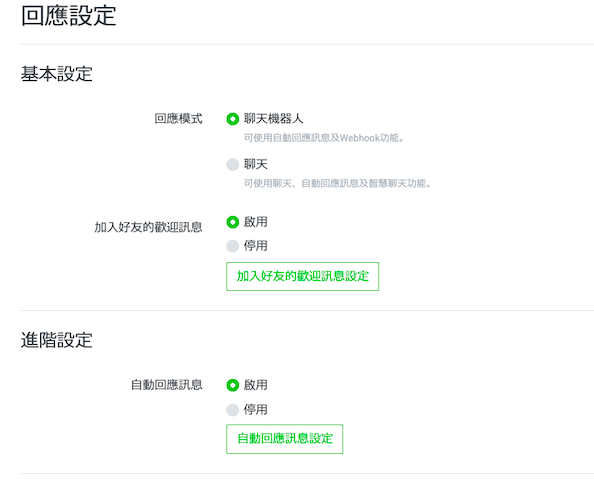 回應設定
基本設定
回應模式
聊天機器人
可使用自動回應訊息及Webhook功能。
聊天
可使用聊天、自動回應訊息及智慧聊天功能。
加入好友的歡迎訊息
啟用
停用
加入好友的歡迎訊息設定
進階設定
自動回應訊息
啟用
停用
自動回應訊息設定